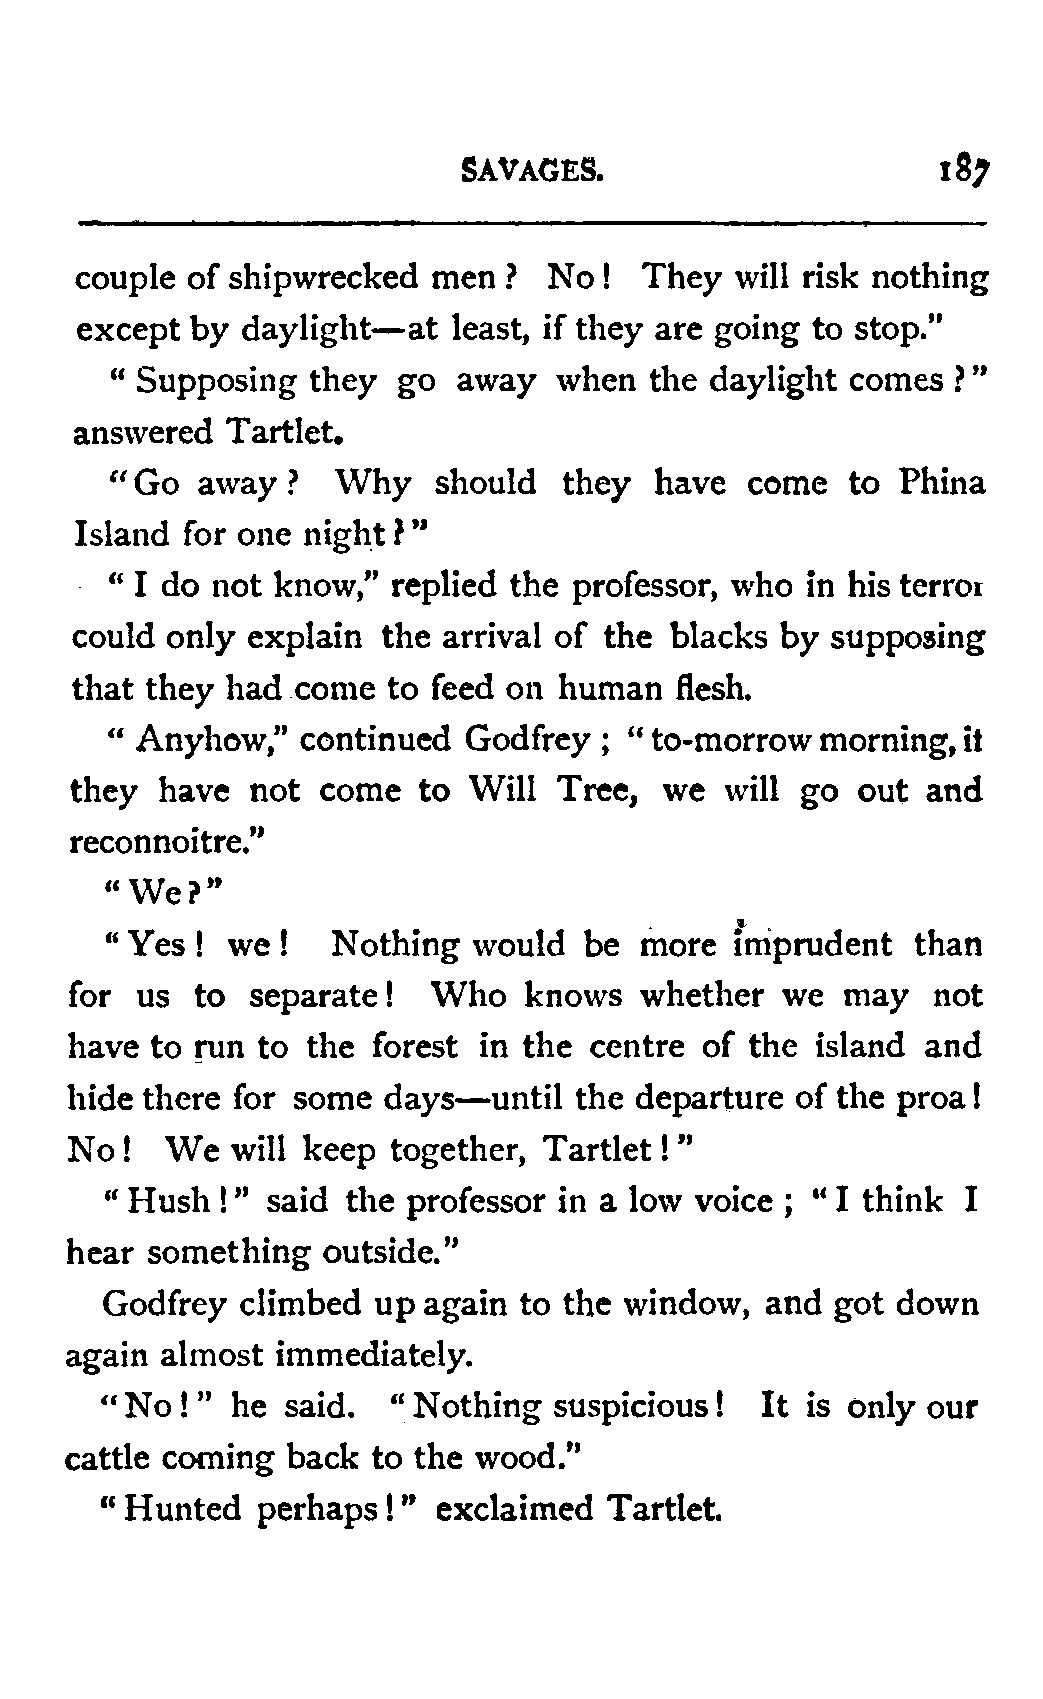 SAVAGES. 187
couple of shipwrecked men? No! They will risk nothing
except by daylight—at least, if they are going to stop."
"Supposing they go away when the daylight comes?"
answered Tartlet.
"Go away? Why should they have come to Phina
Island for one night?"
"I do not know," replied the professor, who in his terror
could only explain the arrival of the blacks by supposing
that they had come to feed on human flesh.
"Anyhow," continued Godfrey; "to-morrow morning, if
they have not come to Will Tree, we will go out and
reconnoitre."
"We?"
"Yes! we! Nothing would be more imprudent than
for us to separate! Who knows whether we may not
have to run to the forest in the centre of the island and
hide there for some days—until the departure of the proa!
No! We will keep together, Tartlet!"
"Hush!" said the professor in a low voice; "I think I
hear something outside."
Godfrey climbed up again to the window, and got down
again almost immediately.
"No!" he said. "Nothing suspicious! It is only our
cattle coming back to the wood."
"Hunted perhaps!" exclaimed Tartlet.